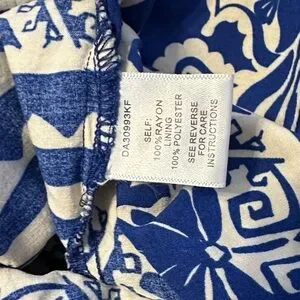 DA30993KF
SELF:
100% RAYON
LINING
100% POLYESTER
SEE REVERSE
FOR CARE
INSTRUCTIONS